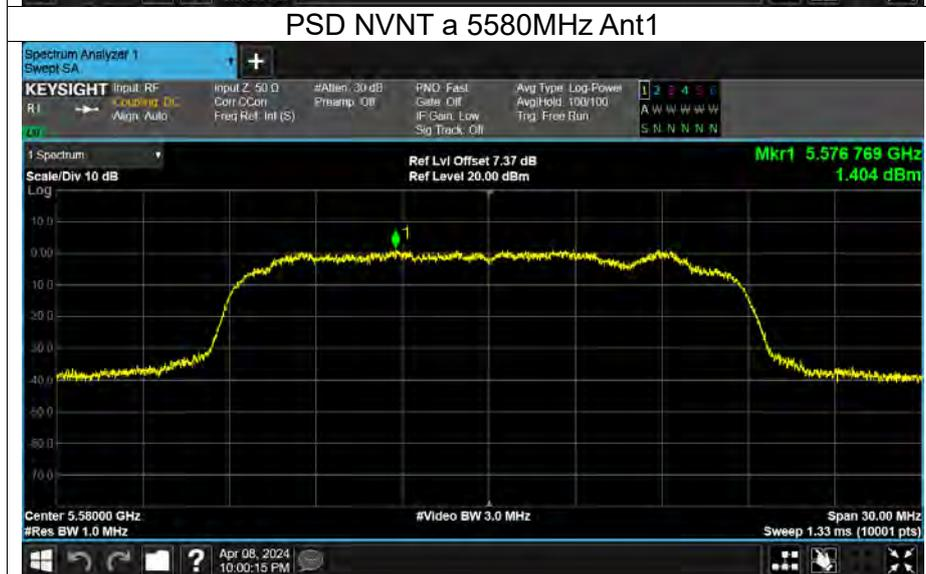 PSD NVNT a 5580MHz Ant1
Spectrum Analyzer 1
Swept SA
+
KEYSIGHT Input: RF Input Z: 50 Ω #Atten: 30 dB PNO: Fast Avg Type: Log-Power 1 2 3 4 5 6
R L Coupling: DC Corr CCorr Preamp: Off Gate: Off Avg|Hold: 100/100 A W W W W W
Align: Auto Freq Ref: Int (S) IF Gain: Low Trig: Free Run
Sig Track: Off S N N N N N
1 Spectrum Ref Lvl Offset 7.37 dB Mkr1 5.576 769 GHz
Scale/Div 10 dB Ref Level 20.00 dBm 1.404 dBm
Log
10.0
1
0.00
-10.0
-20.0
-30.0
-40.0
-50.0
-60.0
-70.0
Center 5.58000 GHz #Video BW 3.0 MHz Span 30.00 MHz
#Res BW 1.0 MHz Sweep 1.33 ms (10001 pts)
? Apr 08, 2024
10:00:15 PM